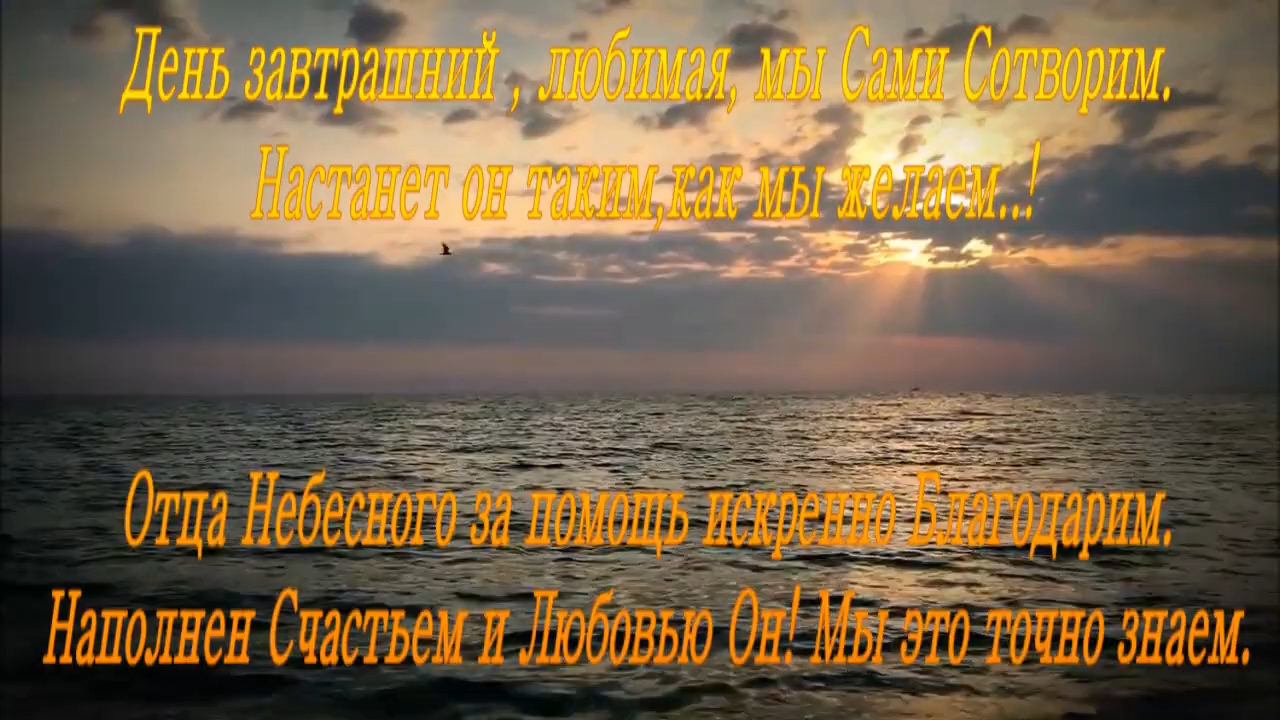 День завтрашний , любимая, мы Сами Сотворим.
Настанет он таким,как мы желаем..!
Отца Небесного за помощь искренно Благодарим.
Наполнен Счастьем и Любовью Он! Мы это точно знаем.